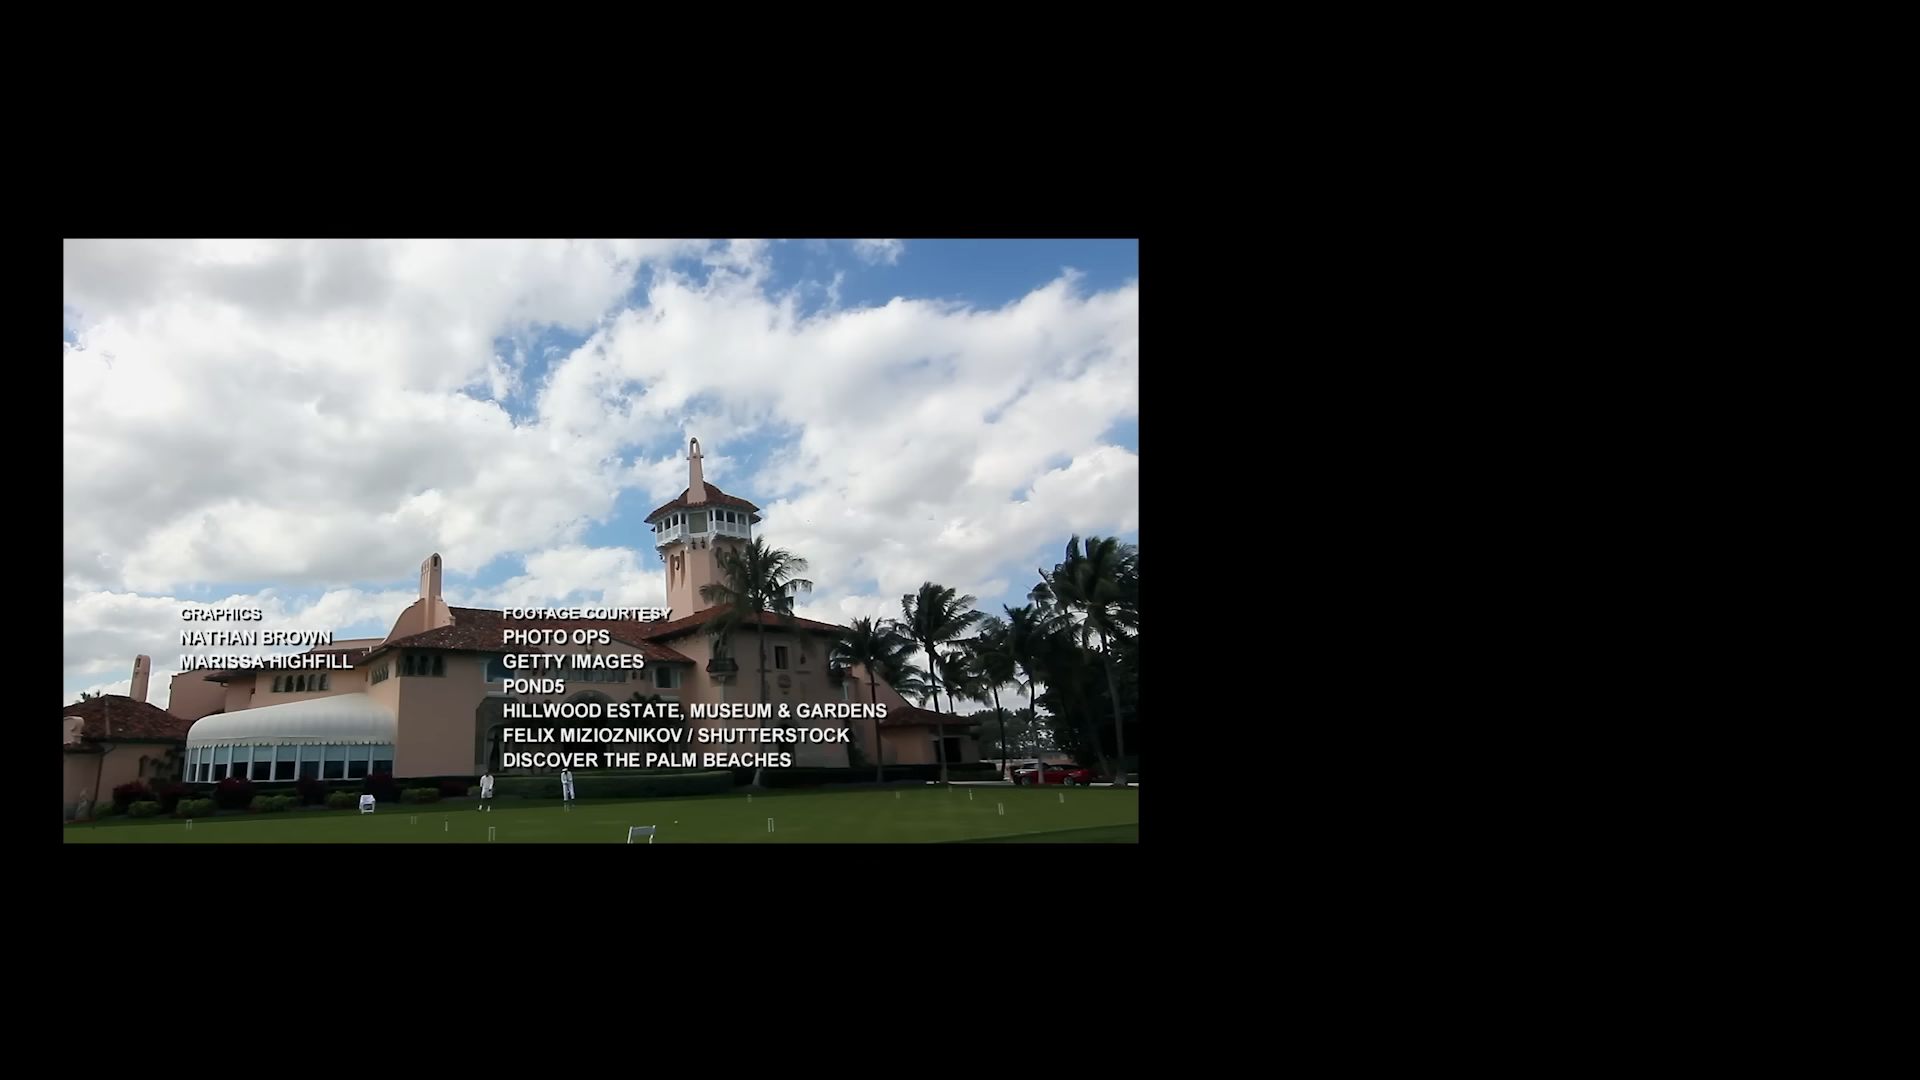 GRAPHICS
NATHAN BROWN
MARISSA HIGHFILL
FOOTAGE COURTESY
PHOTO OPS
GETTY IMAGES
POND5
HILLWOOD ESTATE, MUSEUM & GARDENS
FELIX MIZIOZNIKOV / SHUTTERSTOCK
DISCOVER THE PALM BEACHES